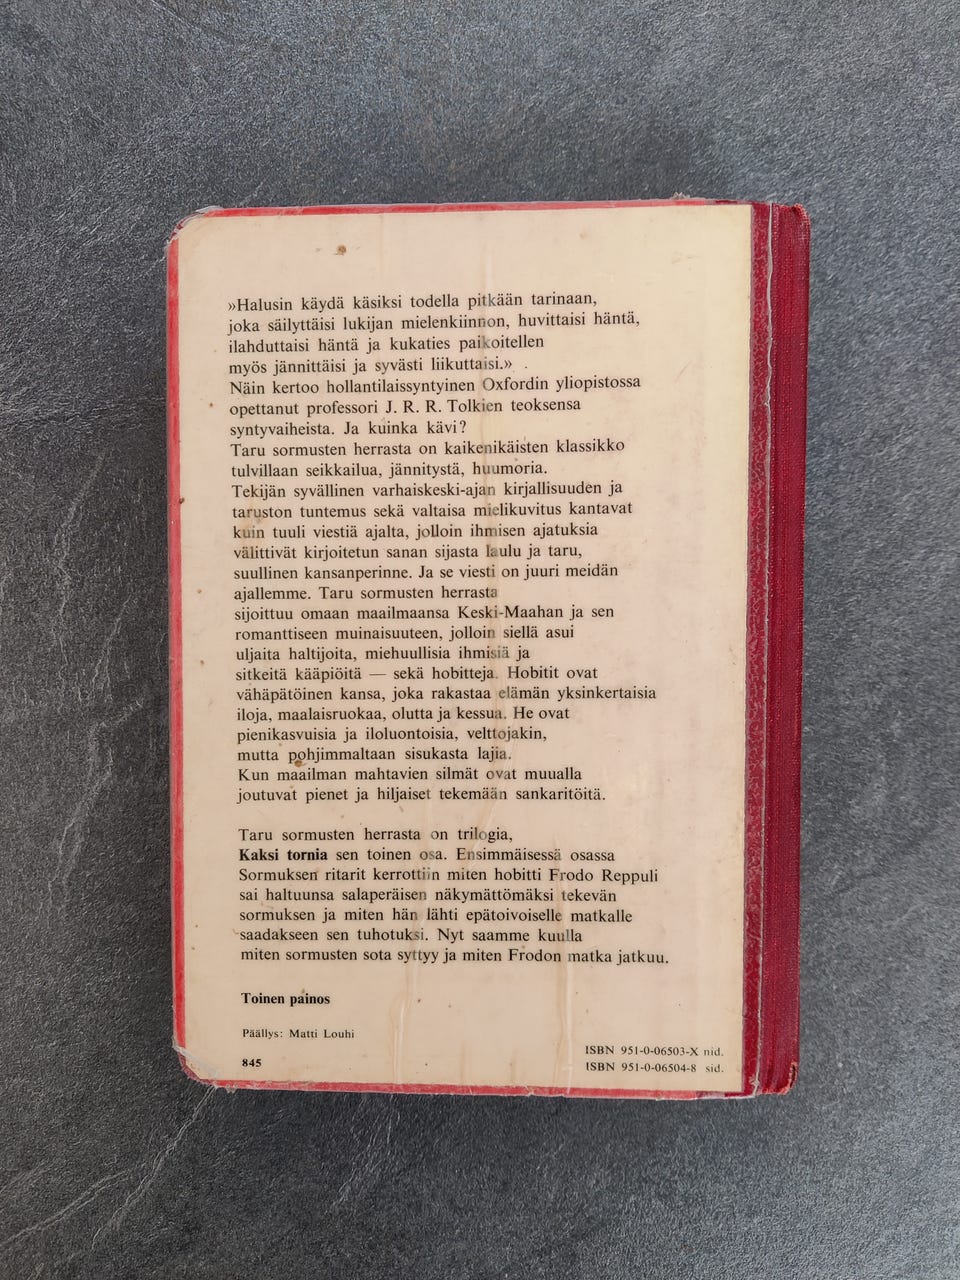 »Halusin käydä käsiksi todella pitkään tarinaan,
joka säilyttäisi lukijan mielenkiinnon, huvittaisi häntä,
ilahduttaisi häntä ja kukaties paikoitellen
myös jännittäisi ja syvästi liikuttaisi.»
Näin kertoo hollantilaissyntyinen Oxfordin yliopistossa
opettanut professori J. R. R. Tolkien teoksensa
syntyvaiheista. Ja kuinka kävi?
Taru sormusten herrasta on kaikenikäisten klassikko
tulvillaan seikkailua, jännitystä, huumoria.
Tekijän syvällinen varhaiskeski-ajan kirjallisuuden ja
taruston tuntemus sekä valtaisa mielikuvitus kantavat
kuin tuuli viestiä ajalta, jolloin ihmisen ajatuksia
välittivät kirjoitetun sanan sijasta laulu ja taru,
suullinen kansanperinne. Ja se viesti on juuri meidän
ajallemme. Taru sormusten herrasta
sijoittuu omaan maailmaansa Keski-Maahan ja sen
romanttiseen muinaisuuteen, jolloin siellä asui
uljaita haltijoita, miehuullisia ihmisiä ja
sitkeitä kääpiöitä — sekä hobitteja. Hobitit ovat
vähäpätöinen kansa, joka rakastaa elämän yksinkertaisia
iloja, maalaisruokaa, olutta ja kessua. He ovat
pienikasvuisia ja iloluontoisia, velttojakin,
mutta pohjimmaltaan sisukasta lajia.
Kun maailman mahtavien silmät ovat muualla
joutuvat pienet ja hiljaiset tekemään sankaritöitä.
Taru sormusten herrasta on trilogia,
Kaksi tornia sen toinen osa. Ensimmäisessä osassa
Sormuksen ritarit kerrottiin miten hobitti Frodo Reppuli
sai haltuunsa salaperäisen näkymättömäksi tekevän
sormuksen ja miten hän lähti epätoivoiselle matkalle
saadakseen sen tuhotuksi. Nyt saamme kuulla
miten sormusten sota syttyy ja miten Frodon matka jatkuu.
Toinen painos
Päällys: Matti Louhi
845
ISBN 951-0-06503-X nid.
ISBN 951-0-06504-8 sid.